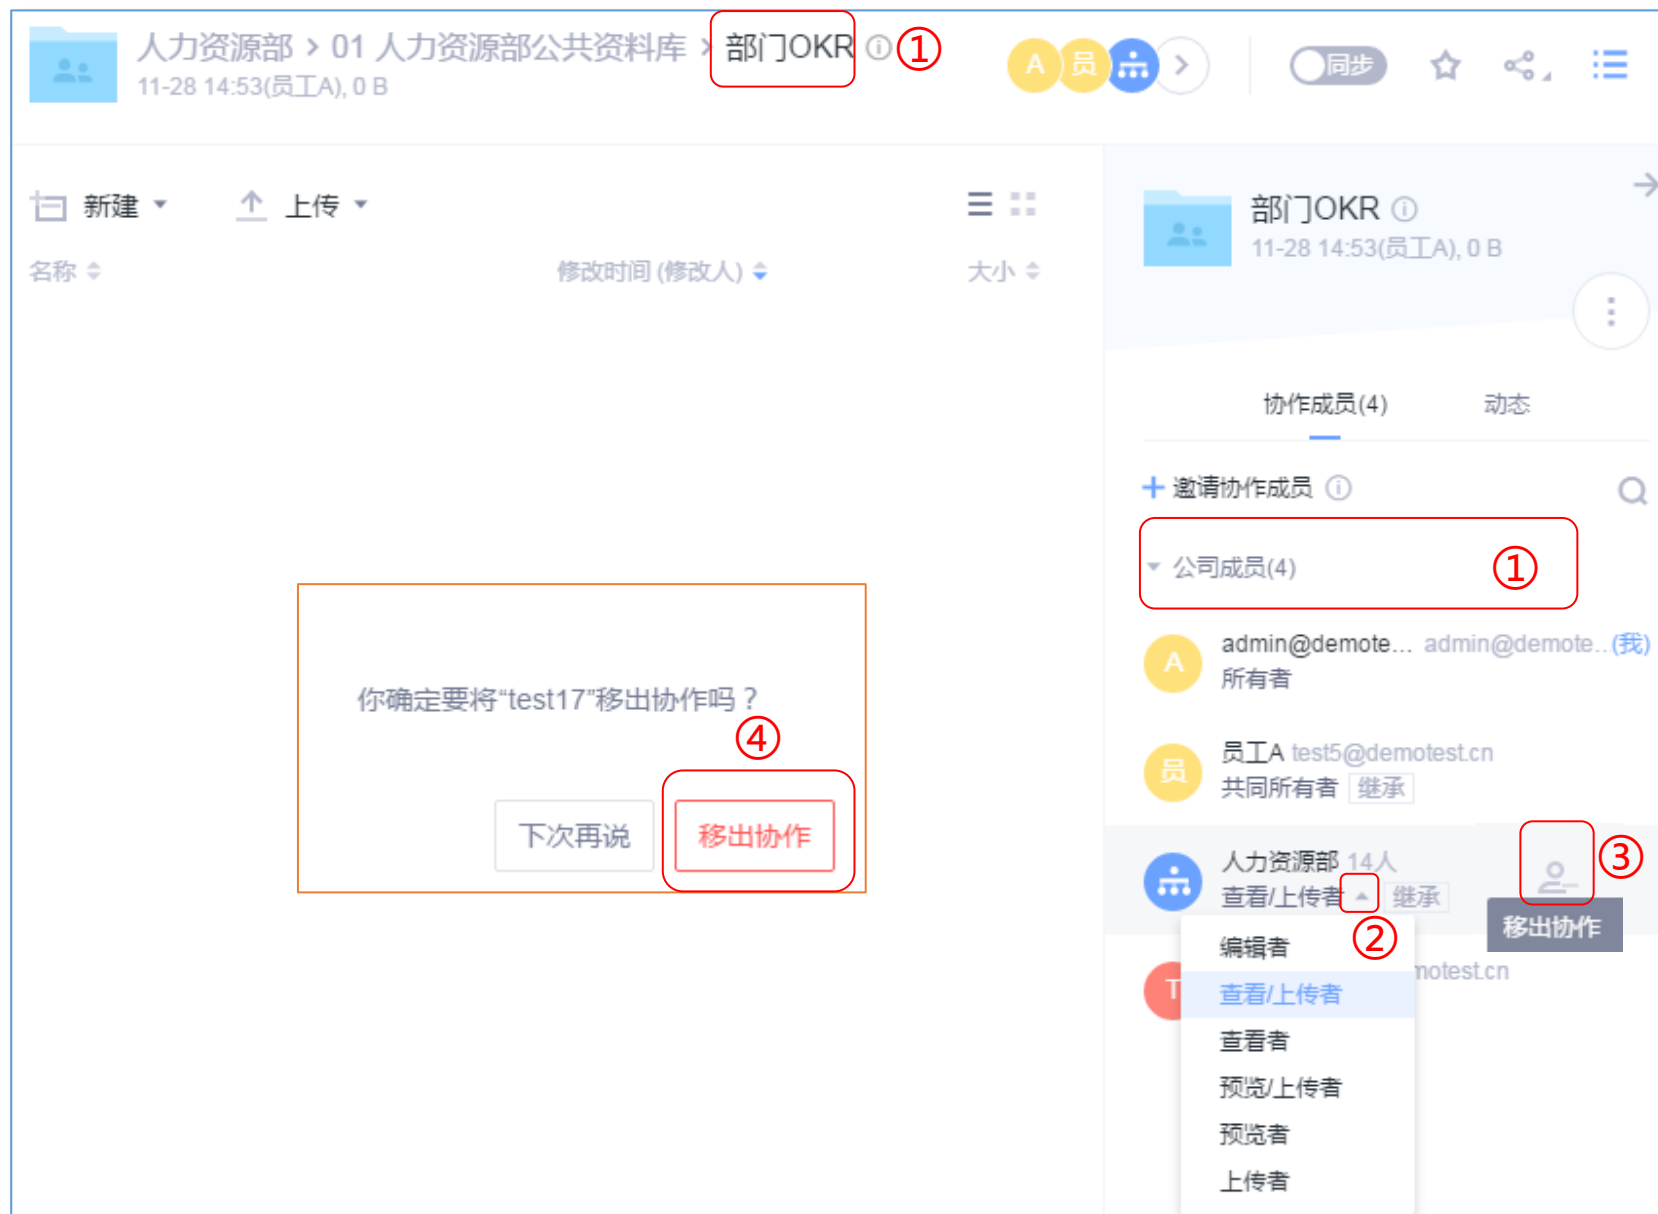 人力资源部 > 01 人力资源部公共资料库 > 部门OKR ①
11-28 14:53(员工A), 0 B
A 员
同步
新建 上传
名称 修改时间 (修改人) 大小
你确定要将“test17”移出协作吗？
④
下次再说 移出协作
部门OKR
11-28 14:53(员工A), 0 B
协作成员(4) 动态
+ 邀请协作成员
公司成员(4) ①
A admin@demote... admin@demote..(我)
所有者
员 员工A test5@demotest.cn
共同所有者 继承
人力资源部 14人 ③
查看/上传者 继承
② 移出协作
编辑者
T motest.cn
查看/上传者
查看者
预览/上传者
预览者
上传者